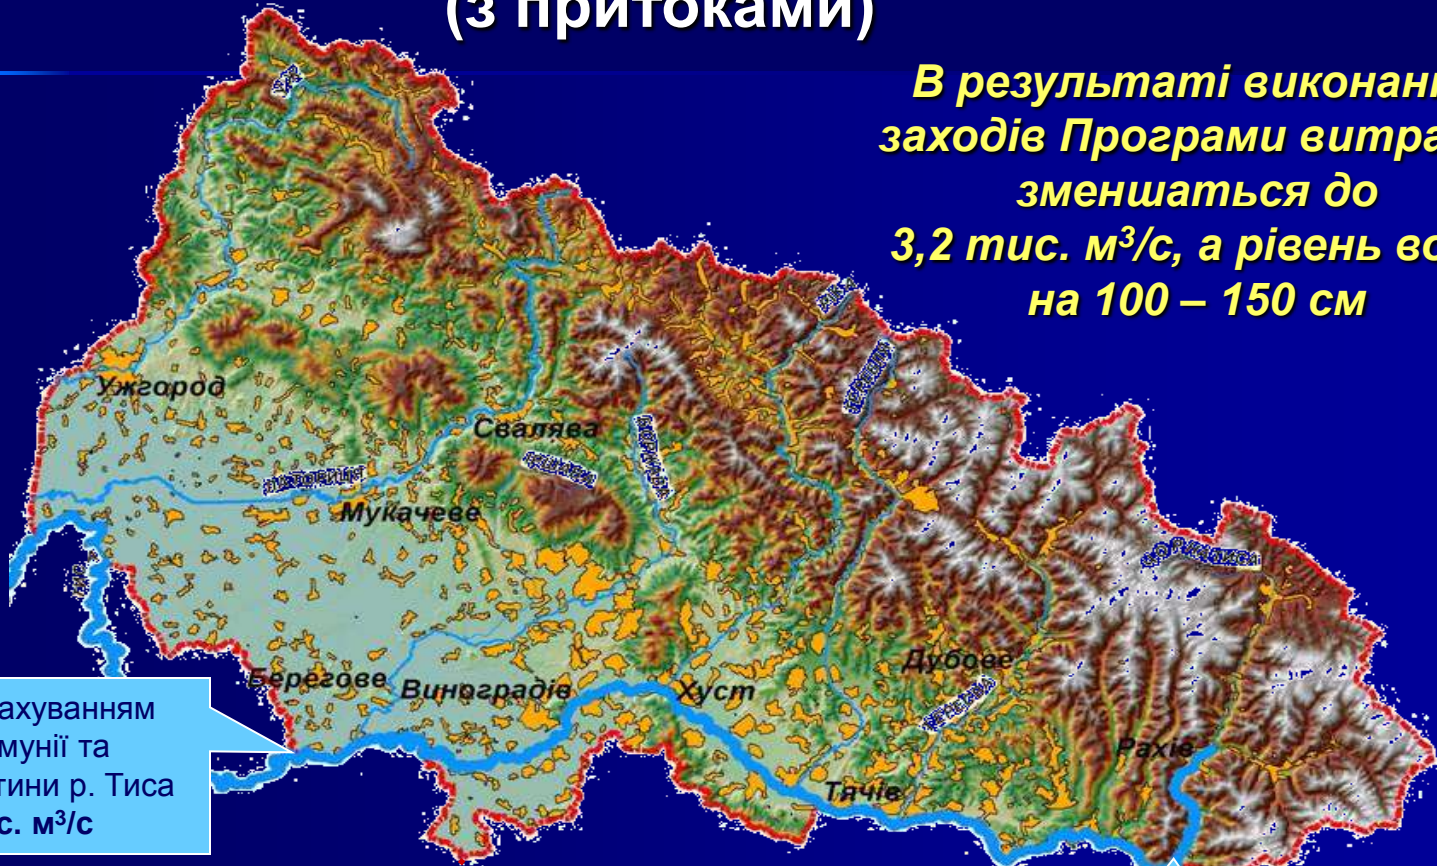 (з притоками)
В результаті виконанн
заходів Програми витра
зменшаться до
3,2 тис. м³/с, а рівень во
на 100 – 150 см
Ужгород
Свалява
Мукачеве
Берегове
Виноградів
Хуст
Дубове
Рахів
Тячів
ахуванням
мунії та
тини р. Тиса
с. м³/с